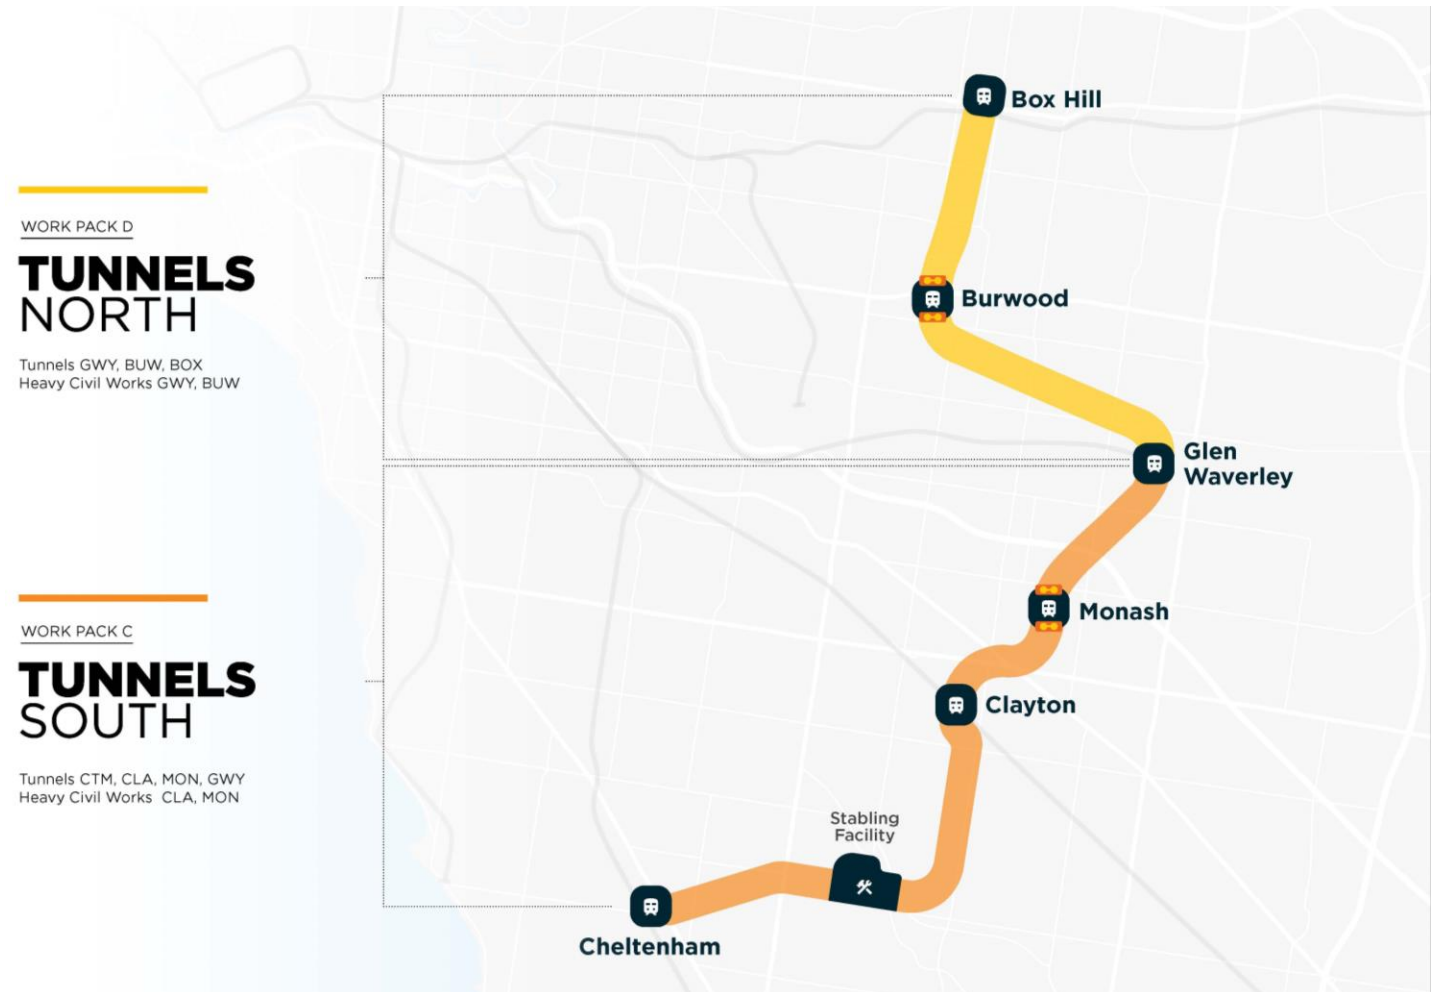 Box Hill
WORK PACK D
TUNNELS
NORTH
Tunnels GWY, BUW, BOX
Heavy Civil Works GWY, BUW
Burwood
Glen
Waverley
Monash
WORK PACK C
TUNNELS
SOUTH
Tunnels CTM, CLA, MON, GWY
Heavy Civil Works  CLA, MON
Clayton
Stabling
Facility
Cheltenham